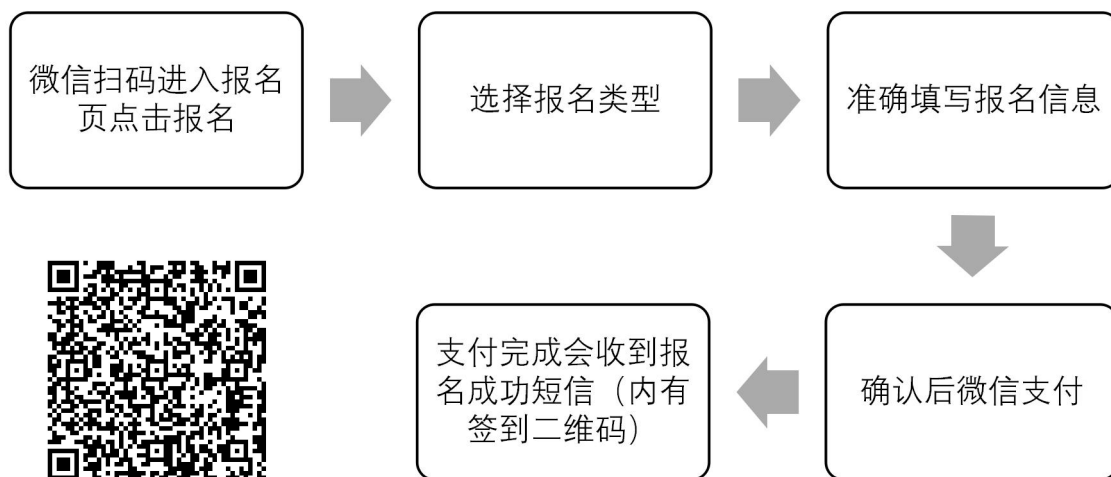 微信扫码进入报名
页点击报名
选择报名类型
准确填写报名信息
确认后微信支付
支付完成会收到报
名成功短信（内有
签到二维码）